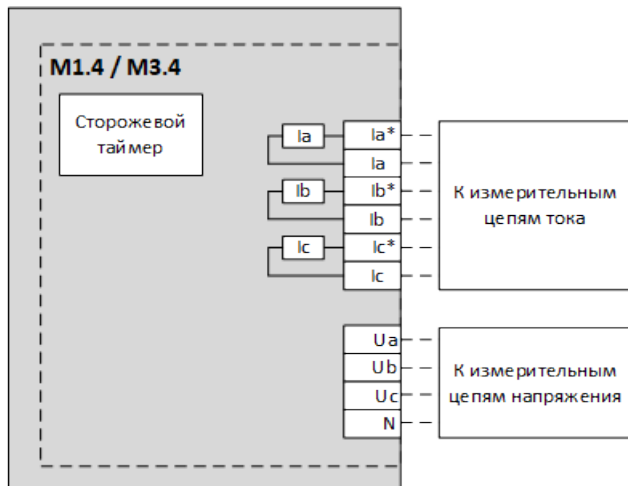 M1.4 / M3.4
Сторожевой
таймер
Ia
Ia*
Ia
Ib
Ib*
Ib
Ic
Ic*
Ic
К измерительным
цепям тока
Ua
Ub
Uc
N
К измерительным
цепям напряжения